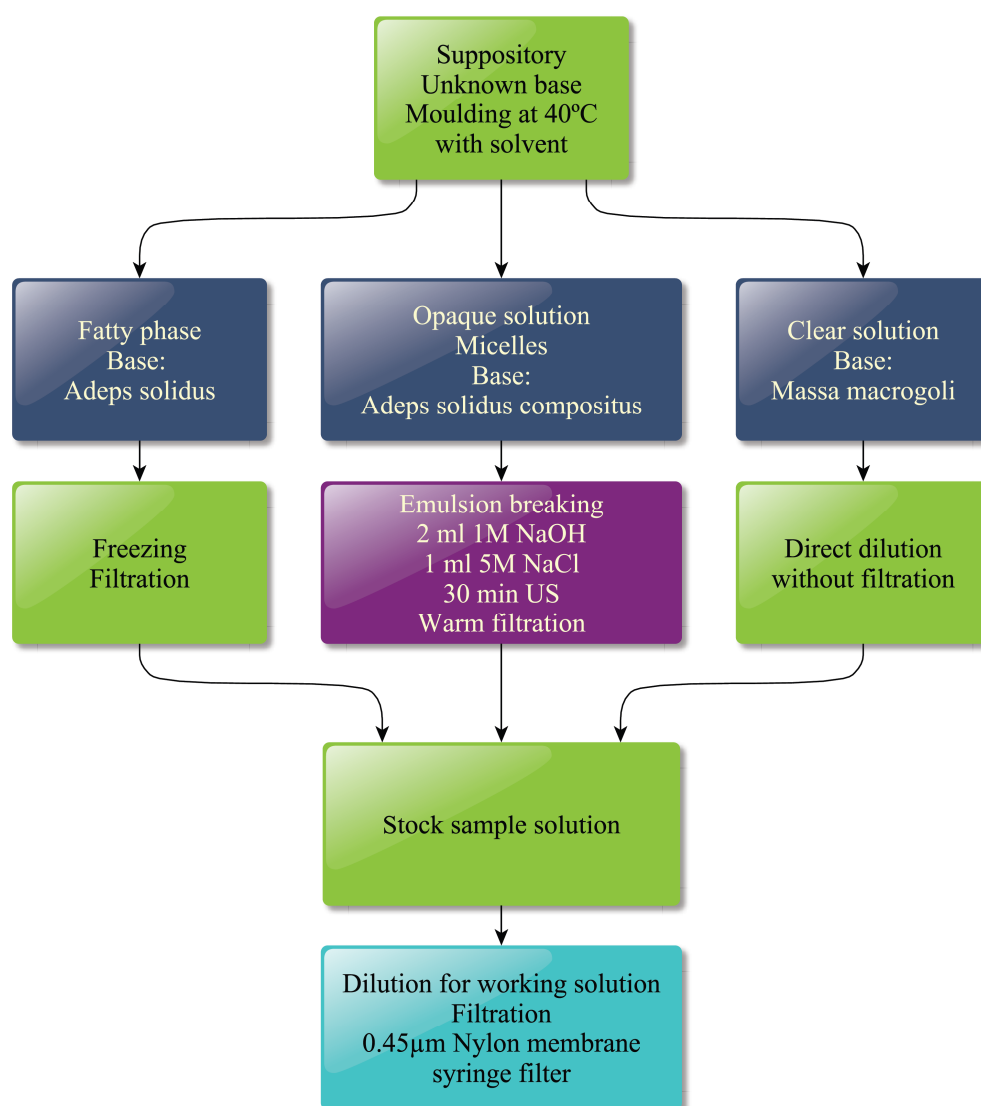 Suppository
Unknown base
Moulding at 40ºC
with solvent
Fatty phase
Base:
Adeps solidus
Opaque solution
Micelles
Base:
Adeps solidus compositus
Clear solution
Base:
Massa macrogoli
Freezing
Filtration
Emulsion breaking
2 ml 1M NaOH
1 ml 5M NaCl
30 min US
Warm filtration
Direct dilution
without filtration
Stock sample solution
Dilution for working solution
Filtration
0.45µm Nylon membrane
syringe filter